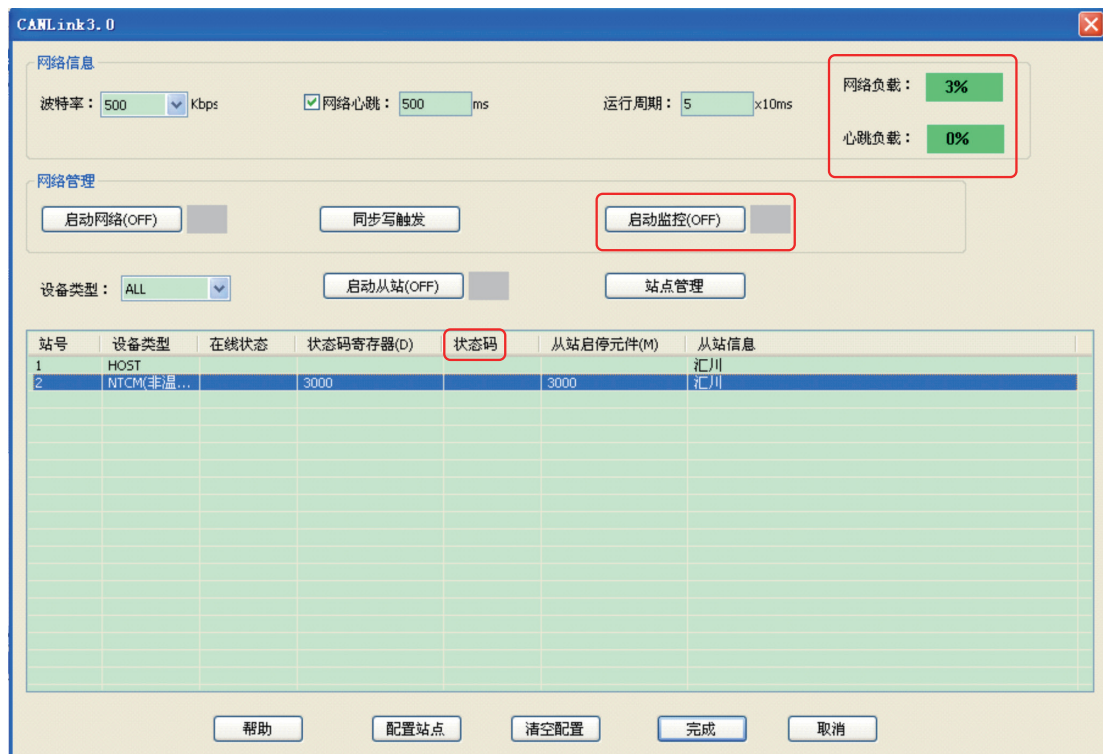 CANLink3.0
网络信息
波特率： 500 Kbps 网络心跳： 500 ms 运行周期： 5 x10ms 网络负载： 3%
心跳负载： 0%
网络管理
启动网络(OFF) 同步写触发 启动监控(OFF)
设备类型： ALL 启动从站(OFF) 站点管理
站号 设备类型 在线状态 状态码寄存器(D) 状态码 从站启停元件(M) 从站信息
1 HOST 汇川
2 NTCM(非温... 3000 3000 汇川
帮助 配置站点 清空配置 完成 取消